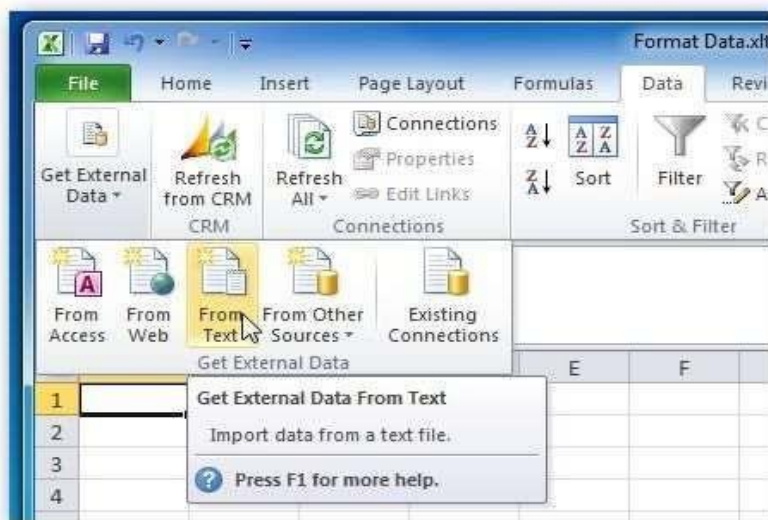 Format Data.xlt
File Home Insert Page Layout Formulas Data Revi
Get External Data
Refresh from CRM
Refresh All
Connections
Properties
Edit Links
A Z
Z A
A Z
Z A
Sort
Filter
C
R
A
CRM
Connections
Sort & Filter
A
From Access
From Web
From Text
From Other Sources
Existing Connections
Get External Data
E F
1
Get External Data From Text
2
Import data from a text file.
3
? Press F1 for more help.
4